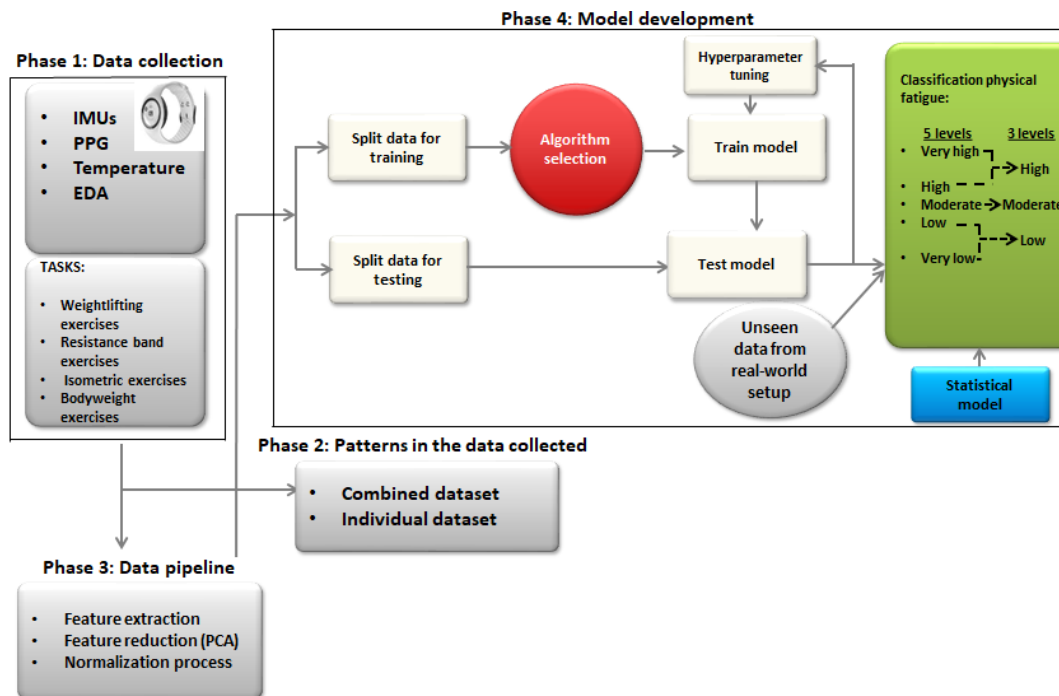 Phase 4: Model development
Phase 1: Data collection
• IMUs
• PPG
• Temperature
• EDA
TASKS:
• Weightlifting
exercises
• Resistance band
exercises
• Isometric exercises
• Bodyweight
exercises
Split data for
training
Algorithm
selection
Hyperparameter
tuning
Train model
Split data for
testing
Test model
Unseen
data from
real-world
setup
Classification physical
fatigue:
5 levels 3 levels
• Very high
High
• High
• Moderate Moderate
• Low
Low
• Very low
Statistical
model
Phase 2: Patterns in the data collected
• Combined dataset
• Individual dataset
Phase 3: Data pipeline
• Feature extraction
• Feature reduction (PCA)
• Normalization process